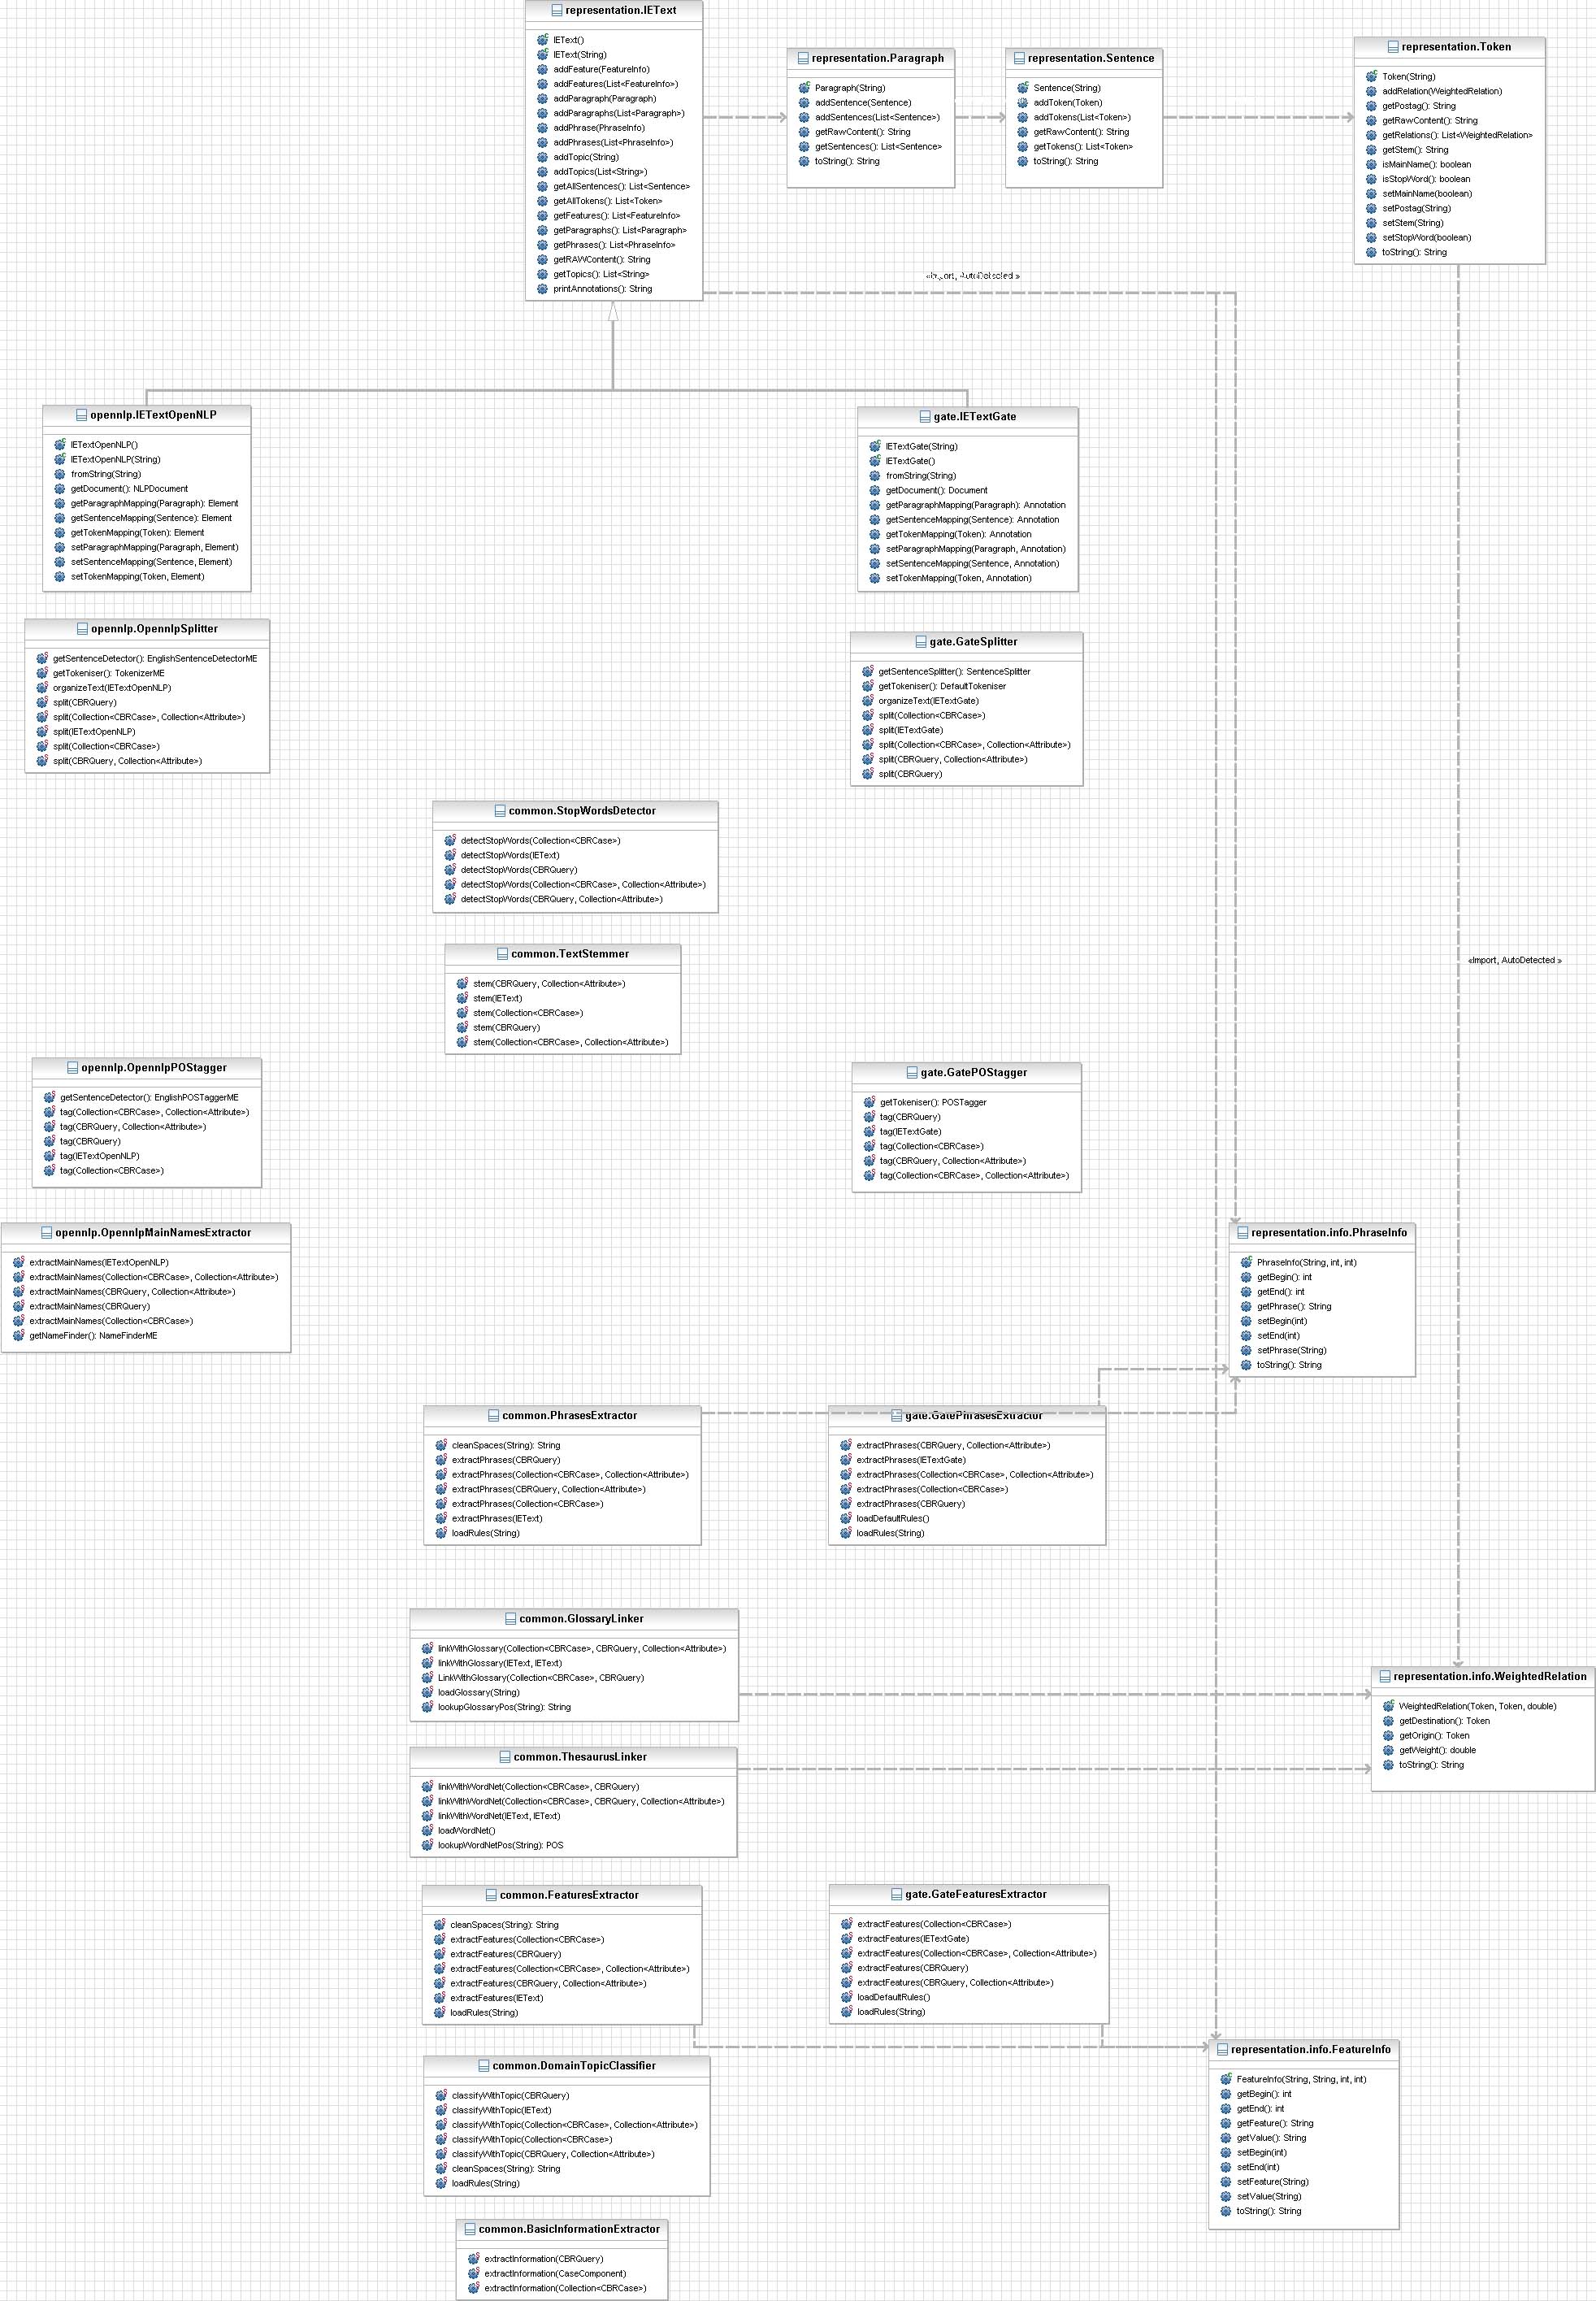 representation.IEText
IEText()
IEText(String)
addFeature(FeatureInfo)
addFeatures(List<FeatureInfo>)
addParagraph(Paragraph)
addParagraphs(List<Paragraph>)
addPhrase(PhraseInfo)
addPhrases(List<PhraseInfo>)
addTopic(String)
addTopics(List<String>)
getAllSentences(): List<Sentence>
getAllTokens(): List<Token>
getFeatures(): List<FeatureInfo>
getParagraphs(): List<Paragraph>
getPhrases(): List<PhraseInfo>
getRAWContent(): String
getTopics(): List<String>
printAnnotations(): String
representation.Paragraph
Paragraph(String)
addSentence(Sentence)
addSentences(List<Sentence>)
getRawContent(): String
getSentences(): List<Sentence>
toString(): String
representation.Sentence
Sentence(String)
addToken(Token)
addTokens(List<Token>)
getRawContent(): String
getTokens(): List<Token>
toString(): String
representation.Token
Token(String)
addRelation(WeightedRelation)
getPostag(): String
getRawContent(): String
getRelations(): List<WeightedRelation>
getStem(): String
isMainName(): boolean
isStopWord(): boolean
setMainName(boolean)
setPostag(String)
setStem(String)
setStopWord(boolean)
toString(): String
opennlp.IETextOpenNLP
IETextOpenNLP()
IETextOpenNLP(String)
fromString(String)
getDocument(): NLPDocument
getParagraphMapping(Paragraph): Element
getSentenceMapping(Sentence): Element
getTokenMapping(Token): Element
setParagraphMapping(Paragraph, Element)
setSentenceMapping(Sentence, Element)
setTokenMapping(Token, Element)
gate.IETextGate
IETextGate(String)
IETextGate()
fromString(String)
getDocument(): Document
getParagraphMapping(Paragraph): Annotation
getSentenceMapping(Sentence): Annotation
getTokenMapping(Token): Annotation
setParagraphMapping(Paragraph, Annotation)
setSentenceMapping(Sentence, Annotation)
setTokenMapping(Token, Annotation)
opennlp.OpennlpSplitter
getSentenceDetector(): EnglishSentenceDetectorME
getTokeniser(): TokenizerME
organizeText(IETextOpenNLP)
split(CBRQuery)
split(Collection<CBRCase>, Collection<Attribute>)
split(IETextOpenNLP)
split(Collection<CBRCase>)
split(CBRQuery, Collection<Attribute>)
gate.GateSplitter
getSentenceSplitter(): SentenceSplitter
getTokeniser(): DefaultTokeniser
organizeText(IETextGate)
split(Collection<CBRCase>)
split(IETextGate)
split(Collection<CBRCase>, Collection<Attribute>)
split(CBRQuery, Collection<Attribute>)
split(CBRQuery)
common.StopWordsDetector
detectStopWords(Collection<CBRCase>)
detectStopWords(IEText)
detectStopWords(CBRQuery)
detectStopWords(Collection<CBRCase>, Collection<Attribute>)
detectStopWords(CBRQuery, Collection<Attribute>)
common.TextStemmer
stem(CBRQuery, Collection<Attribute>)
stem(IEText)
stem(Collection<CBRCase>)
stem(CBRQuery)
stem(Collection<CBRCase>, Collection<Attribute>)
«Import, AutoDetected »
opennlp.OpennlpPOStagger
getSentenceDetector(): EnglishPOSTaggerME
tag(Collection<CBRCase>, Collection<Attribute>)
tag(CBRQuery, Collection<Attribute>)
tag(CBRQuery)
tag(IETextOpenNLP)
tag(Collection<CBRCase>)
gate.GatePOStagger
getTokeniser(): POSTagger
tag(CBRQuery)
tag(IETextGate)
tag(Collection<CBRCase>)
tag(CBRQuery, Collection<Attribute>)
tag(Collection<CBRCase>, Collection<Attribute>)
opennlp.OpennlpMainNamesExtractor
extractMainNames(IETextOpenNLP)
extractMainNames(Collection<CBRCase>, Collection<Attribute>)
extractMainNames(CBRQuery, Collection<Attribute>)
extractMainNames(CBRQuery)
extractMainNames(Collection<CBRCase>)
getNameFinder(): NameFinderME
representation.info.PhraseInfo
PhraseInfo(String, int, int)
getBegin(): int
getEnd(): int
getPhrase(): String
setBegin(int)
setEnd(int)
setPhrase(String)
toString(): String
common.PhrasesExtractor
cleanSpaces(String): String
extractPhrases(CBRQuery)
extractPhrases(Collection<CBRCase>, Collection<Attribute>)
extractPhrases(CBRQuery, Collection<Attribute>)
extractPhrases(Collection<CBRCase>)
extractPhrases(IEText)
loadRules(String)
gate.GatePhrasesExtractor
extractPhrases(CBRQuery, Collection<Attribute>)
extractPhrases(IETextGate)
extractPhrases(Collection<CBRCase>, Collection<Attribute>)
extractPhrases(Collection<CBRCase>)
extractPhrases(CBRQuery)
loadDefaultRules()
loadRules(String)
common.GlossaryLinker
linkWithGlossary(Collection<CBRCase>, CBRQuery, Collection<Attribute>)
linkWithGlossary(IEText, IEText)
LinkWithGlossary(Collection<CBRCase>, CBRQuery)
loadGlossary(String)
lookupGlossaryPos(String): String
representation.info.WeightedRelation
WeightedRelation(Token, Token, double)
getDestination(): Token
getOrigin(): Token
getWeight(): double
toString(): String
common.ThesaurusLinker
linkWithWordNet(Collection<CBRCase>, CBRQuery)
linkWithWordNet(Collection<CBRCase>, CBRQuery, Collection<Attribute>)
linkWithWordNet(IEText, IEText)
loadWordNet()
lookupWordNetPos(String): POS
common.FeaturesExtractor
cleanSpaces(String): String
extractFeatures(Collection<CBRCase>)
extractFeatures(CBRQuery)
extractFeatures(Collection<CBRCase>, Collection<Attribute>)
extractFeatures(CBRQuery, Collection<Attribute>)
extractFeatures(IEText)
loadRules(String)
gate.GateFeaturesExtractor
extractFeatures(Collection<CBRCase>)
extractFeatures(IETextGate)
extractFeatures(Collection<CBRCase>, Collection<Attribute>)
extractFeatures(CBRQuery)
extractFeatures(CBRQuery, Collection<Attribute>)
loadDefaultRules()
loadRules(String)
representation.info.FeatureInfo
FeatureInfo(String, String, int, int)
getBegin(): int
getEnd(): int
getFeature(): String
getValue(): String
setBegin(int)
setEnd(int)
setFeature(String)
setValue(String)
toString(): String
common.DomainTopicClassifier
classifyWithTopic(CBRQuery)
classifyWithTopic(IEText)
classifyWithTopic(Collection<CBRCase>, Collection<Attribute>)
classifyWithTopic(Collection<CBRCase>)
classifyWithTopic(CBRQuery, Collection<Attribute>)
cleanSpaces(String): String
loadRules(String)
common.BasicInformationExtractor
extractInformation(CBRQuery)
extractInformation(CaseComponent)
extractInformation(Collection<CBRCase>)